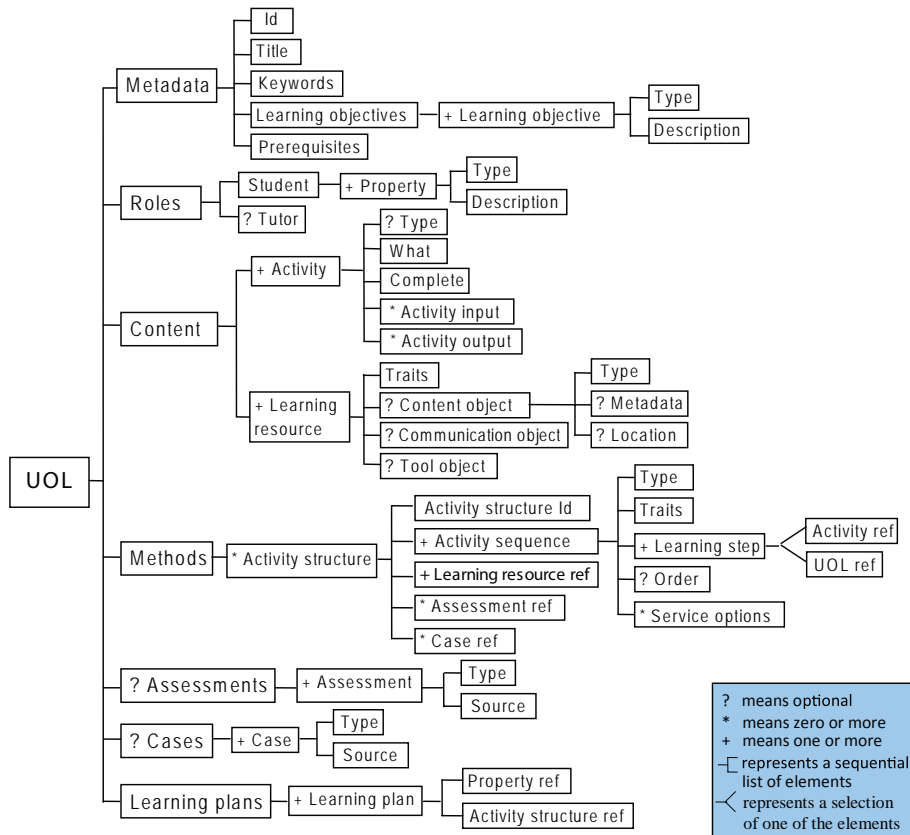 UOL
Metadata
Id
Title
Keywords
Learning objectives
+ Learning objective
Type
Description
Prerequisites
Roles
Student
+ Property
Type
Description
? Tutor
Content
+ Activity
? Type
What
Complete
* Activity input
* Activity output
+ Learning
resource
Traits
? Content object
Type
? Metadata
? Location
? Communication object
? Tool object
Methods
* Activity structure
Activity structure Id
+ Activity sequence
Type
Traits
+ Learning step
Activity ref
UOL ref
? Order
* Service options
+ Learning resource ref
* Assessment ref
* Case ref
? Assessments
+ Assessment
Type
Source
? Cases
+ Case
Type
Source
Learning plans
+ Learning plan
Property ref
Activity structure ref
? means optional
* means zero or more
+ means one or more
represents a sequential
list of elements
represents a selection
of one of the elements